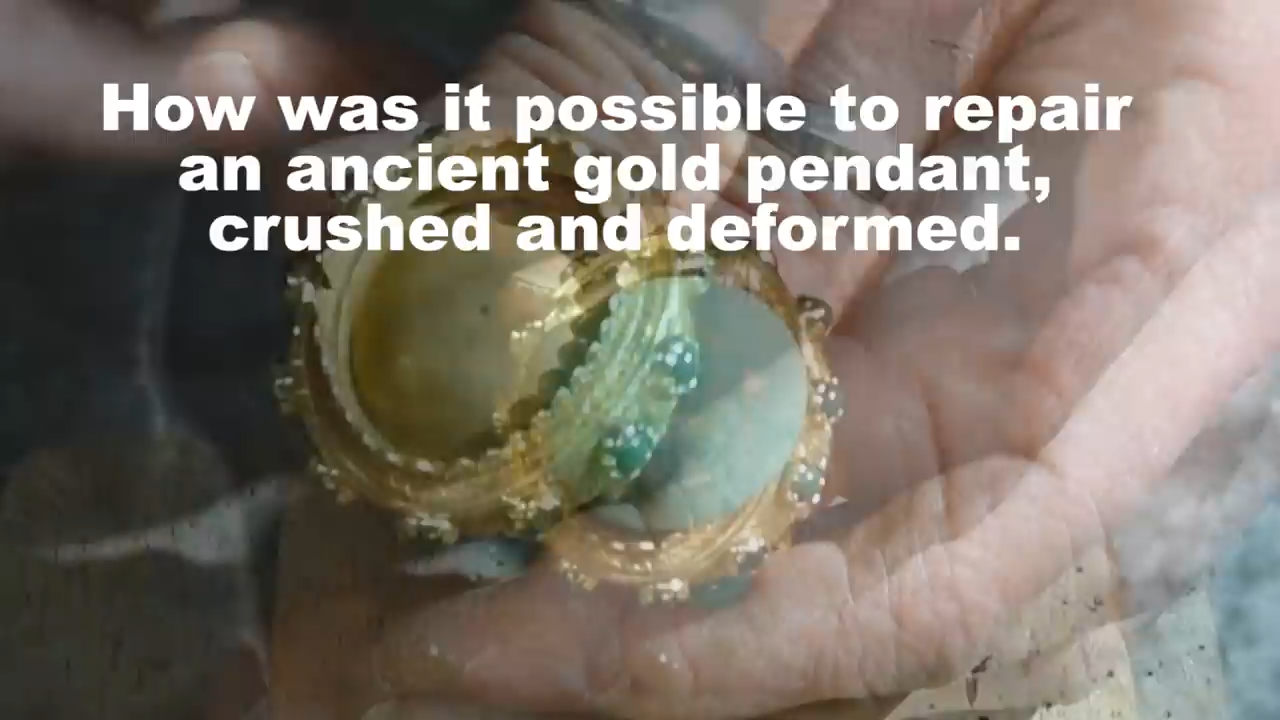 How was it possible to repair
an ancient gold pendant,
crushed and deformed.